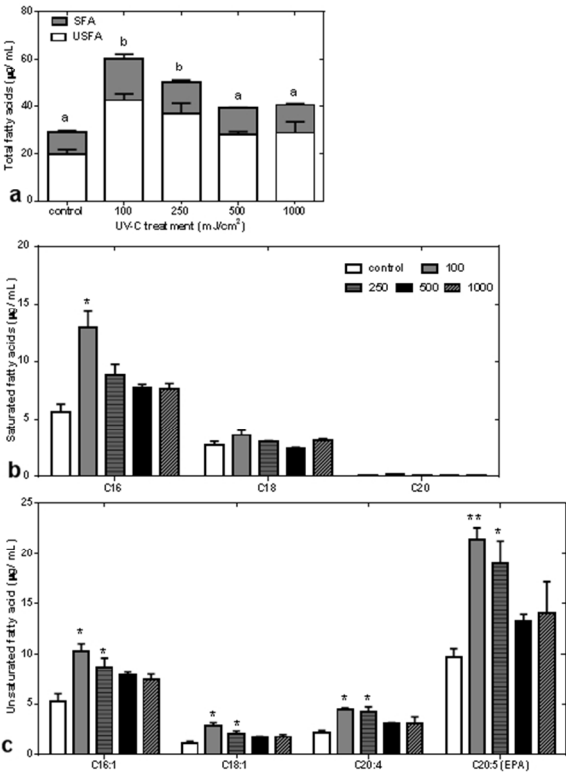 80
SFA
USFA
60
40
20
0
Total fatty acids (µg/ mL)
a
b
b
a
a
control
100
250
500
1000
UV-C treatment (mJ/cm²)
a
20
15
10
5
0
Saturated fatty acids (µg/ mL)
control
100
250
500
1000
*
C16
C18
C20
b
25
20
15
10
5
0
Unsaturated fatty acid (µg/ mL)
*
*
*
*
*
*
**
*
C16:1
C18:1
C20:4
C20:5 (EPA)
c